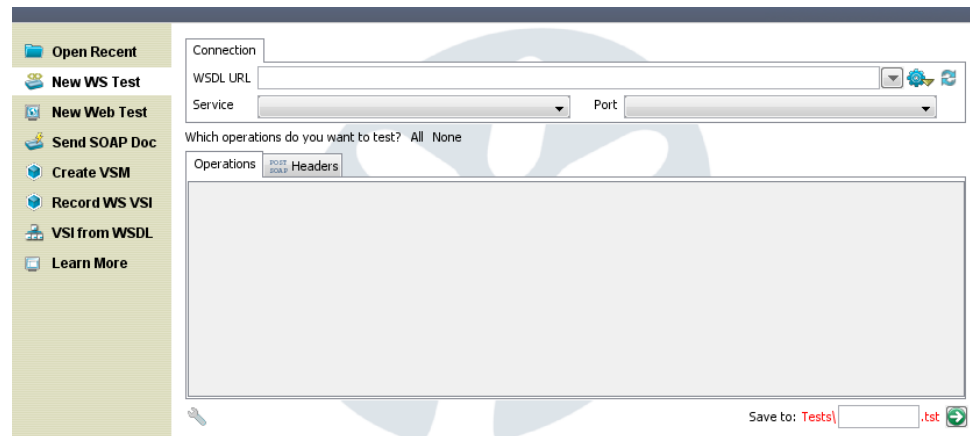 Open Recent
New WS Test
New Web Test
Send SOAP Doc
Create VSM
Record WS VSI
VSI from WSDL
Learn More
Connection
WSDL URL
Service Port
Which operations do you want to test? All None
Operations POST SOAP Headers
Save to: Tests\ .tst